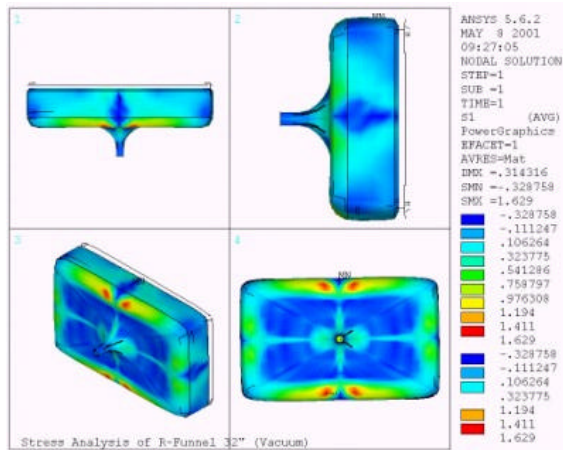 1
2
3
4
MN
MN
Stress Analysis of R-Funnel 32" (Vacuum)
ANSYS 5.6.2
MAY 8 2001
09:27:05
NODAL SOLUTION
STEP=1
SUB =1
TIME=1
S1 (AVG)
PowerGraphics
EFACET=1
AVRES=Mat
DMX =.314316
SMN =-.328758
SMX =1.629
-.328758
-.111247
.106264
.323775
.541286
.758797
.976308
1.194
1.411
1.629
-.328758
-.111247
.106264
.323775
1.194
1.411
1.629